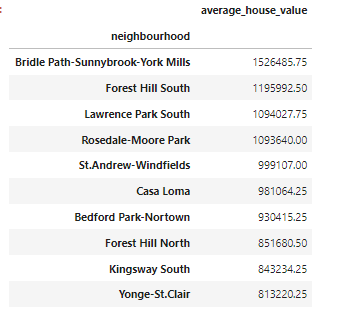 average_house_value
neighbourhood
Bridle Path-Sunnybrook-York Mills 1526485.75
Forest Hill South 1195992.50
Lawrence Park South 1094027.75
Rosedale-Moore Park 1093640.00
St.Andrew-Windfields 999107.00
Casa Loma 981064.25
Bedford Park-Nortown 930415.25
Forest Hill North 851680.50
Kingsway South 843234.25
Yonge-St.Clair 813220.25